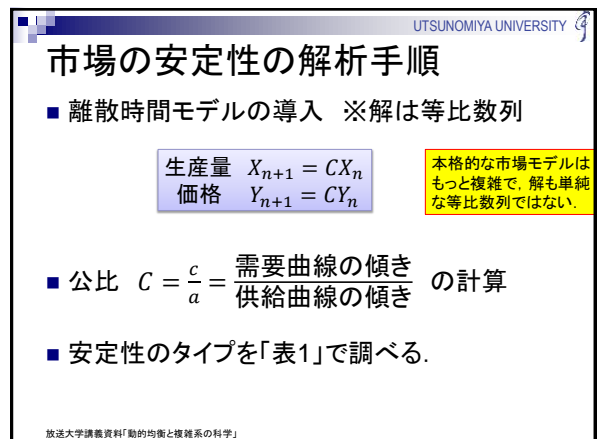 UTSUNOMIYA UNIVERSITY
市場の安定性の解析手順
■ 離散時間モデルの導入 ※解は等比数列
生産量 Xₙ₊₁ = CXₙ
価格 Yₙ₊₁ = CYₙ
本格的な市場モデルは
もっと複雑で，解も単純
な等比数列ではない．
■ 公比 C = c/a = 需要曲線の傾き/供給曲線の傾き の計算
■ 安定性のタイプを「表1」で調べる．
放送大学講義資料「動的均衡と複雑系の科学」